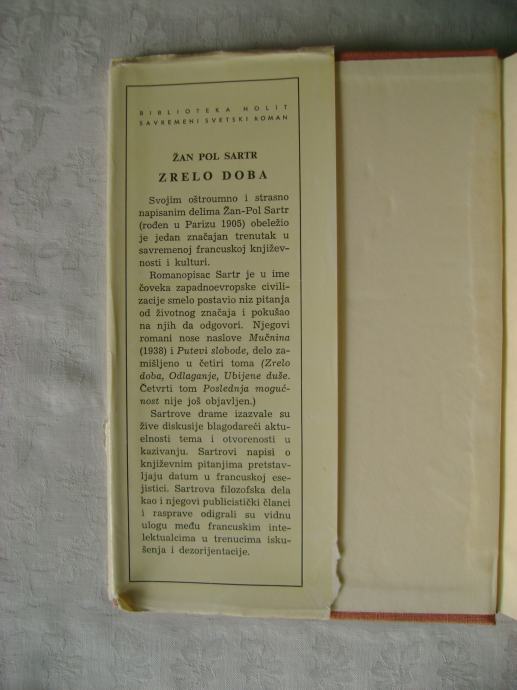 BIBLIOTEKA NOLIT
SAVREMENI SVETSKI ROMAN
ŽAN POL SARTR
ZRELO DOBA
Svojim oštroumno i strasno
napisanim delima Žan-Pol Sartr
(rođen u Parizu 1905) obeležio
je jedan značajan trenutak u
savremenoj francuskoj književ-
nosti i kulturi.
Romanopisac Sartr je u ime
čoveka zapadnoevropske civili-
zacije smelo postavio niz pitanja
od životnog značaja i pokušao
na njih da odgovori. Njegovi
romani nose naslove Mučnina
(1938) i Putevi slobode, delo za-
mišljeno u četiri toma (Zrelo
doba, Odlaganje, Ubijene duše.
Četvrti tom Poslednja moguć-
nost nije još objavljen.)
Sartrove drame izazvale su
žive diskusije blagodareći aktu-
elnosti tema i otvorenosti u
kazivanju. Sartrovi napisi o
književnim pitanjima pretstav-
ljaju datum u francuskoj ese-
jistici. Sartrova filozofska dela
kao i njegovi publicistički članci
i rasprave odigrali su vidnu
ulogu među francuskim inte-
lektualcima u trenucima isku-
šenja i dezorijentacije.